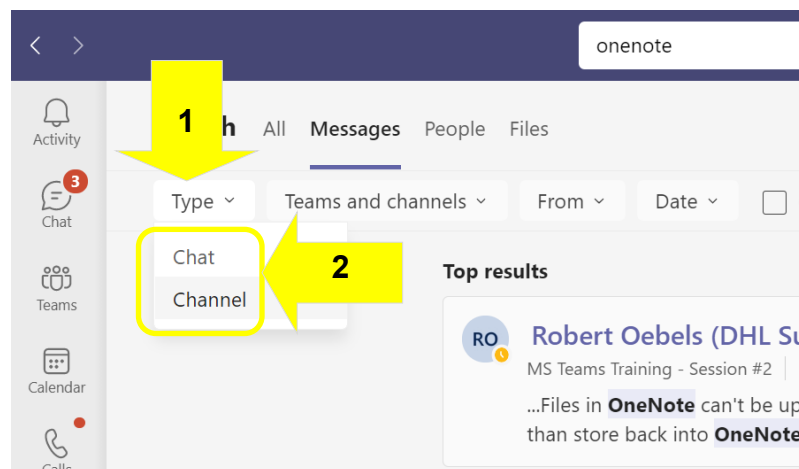 onenote
1
h All Messages People Files
Activity
3
Type Teams and channels From Date
Chat
Chat
2
Channel
Top results
Teams
RO
Robert Oebels (DHL Su
MS Teams Training - Session #2
Calendar
...Files in OneNote can't be up
than store back into OneNote
Calls